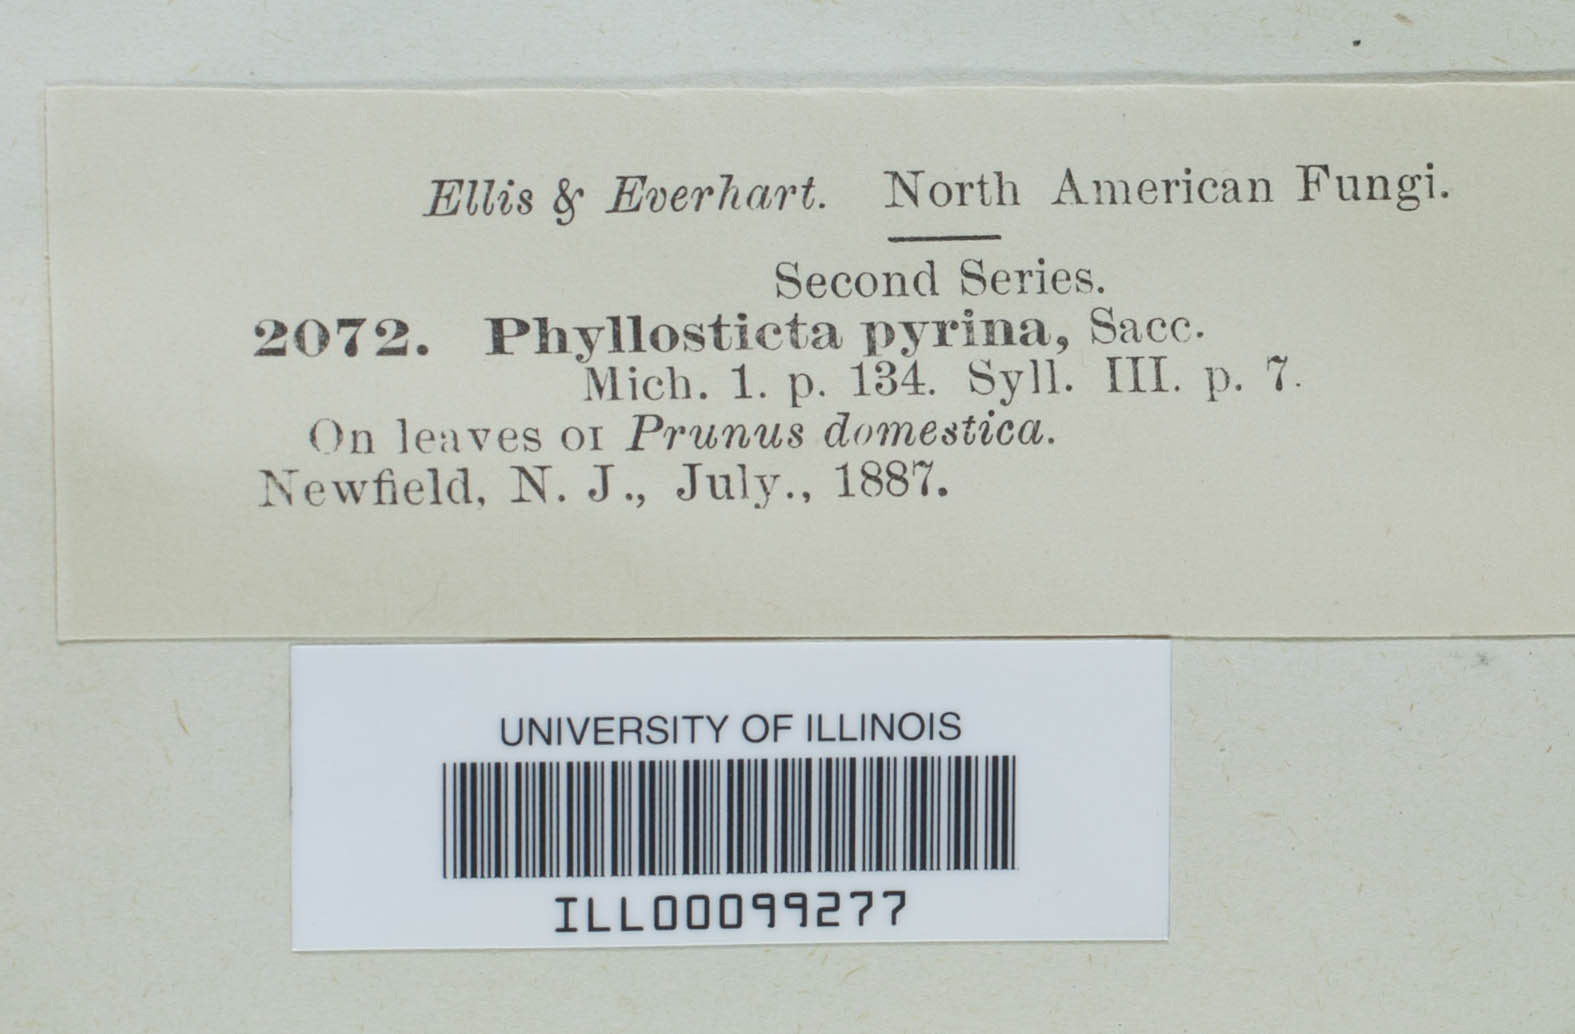 Ellis & Everhart. North American Fungi.
Second Series.
2072. Phyllosticta pyrina, Sacc.
Mich. 1. p. 134. Syll. III. p. 7.
On leaves of Prunus domestica.
Newfield, N. J., July., 1887.
UNIVERSITY OF ILLINOIS
ILL00099277